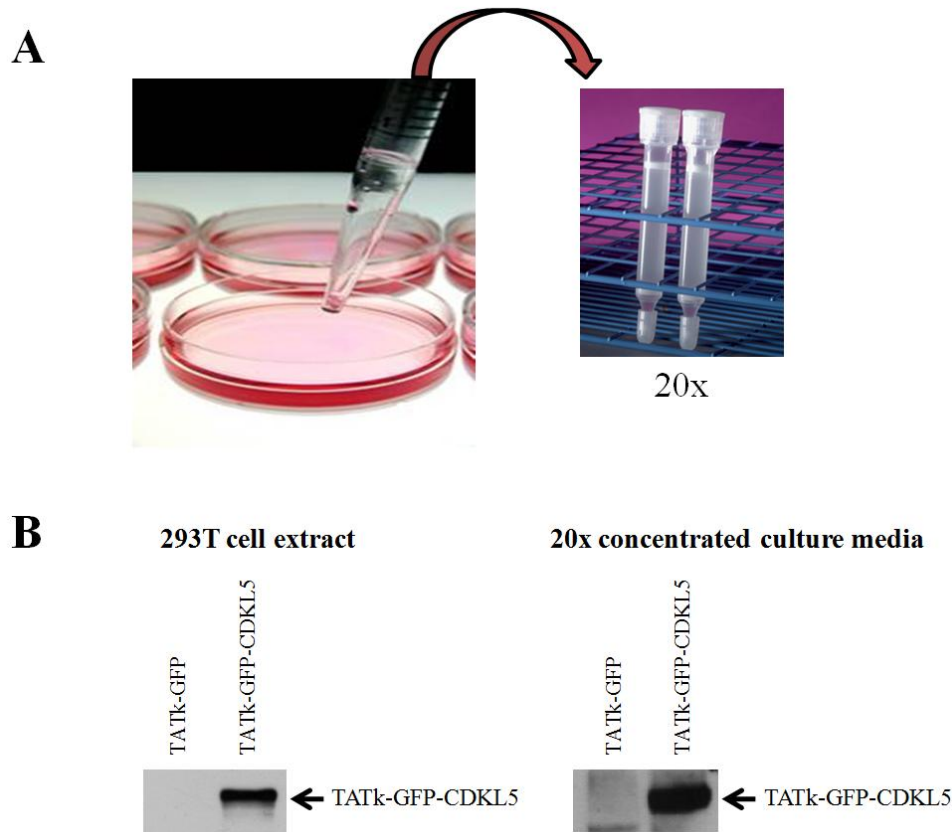 A
20x
B
293T cell extract
20x concentrated culture media
TATk-GFP
TATk-GFP-CDKL5
TATk-GFP
TATk-GFP-CDKL5
TATk-GFP-CDKL5
TATk-GFP-CDKL5